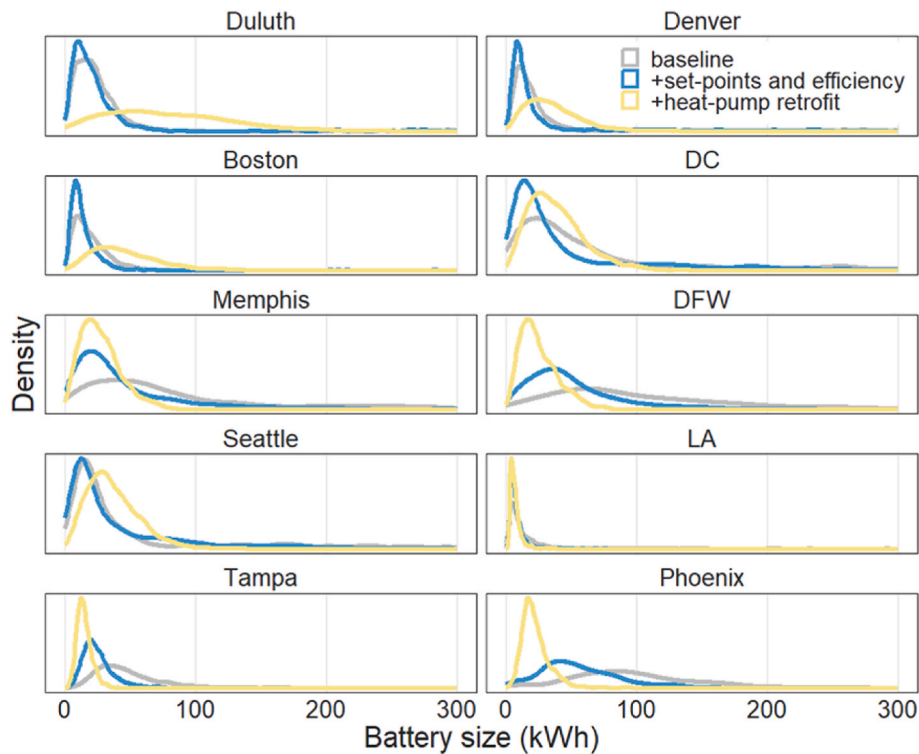 Duluth
Denver
baseline
+set-points and efficiency
+heat-pump retrofit
Boston
DC
Memphis
DFW
Density
Seattle
LA
Tampa
Phoenix
0 100 200 300 0 100 200 300
Battery size (kWh)